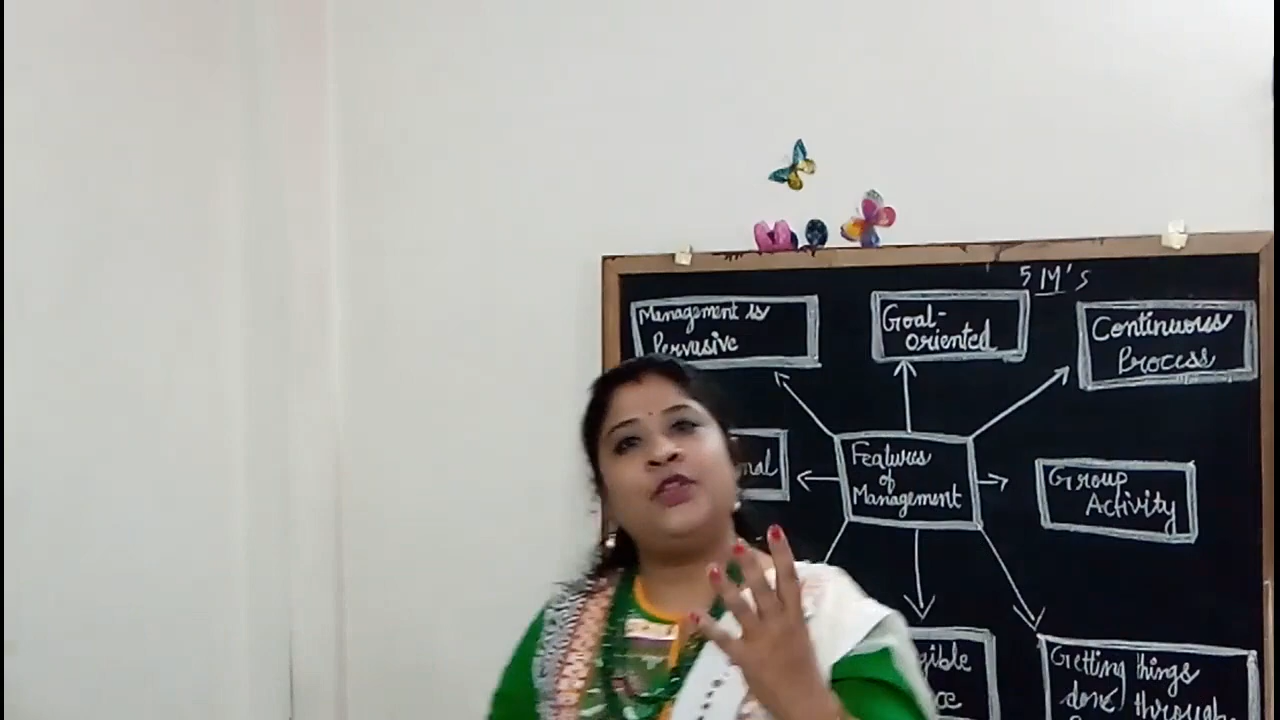 5 M's
Management is
Pervasive
Goal-
oriented
Continuous
Process
Features
of
Management
Group
Activity
Getting things
done through